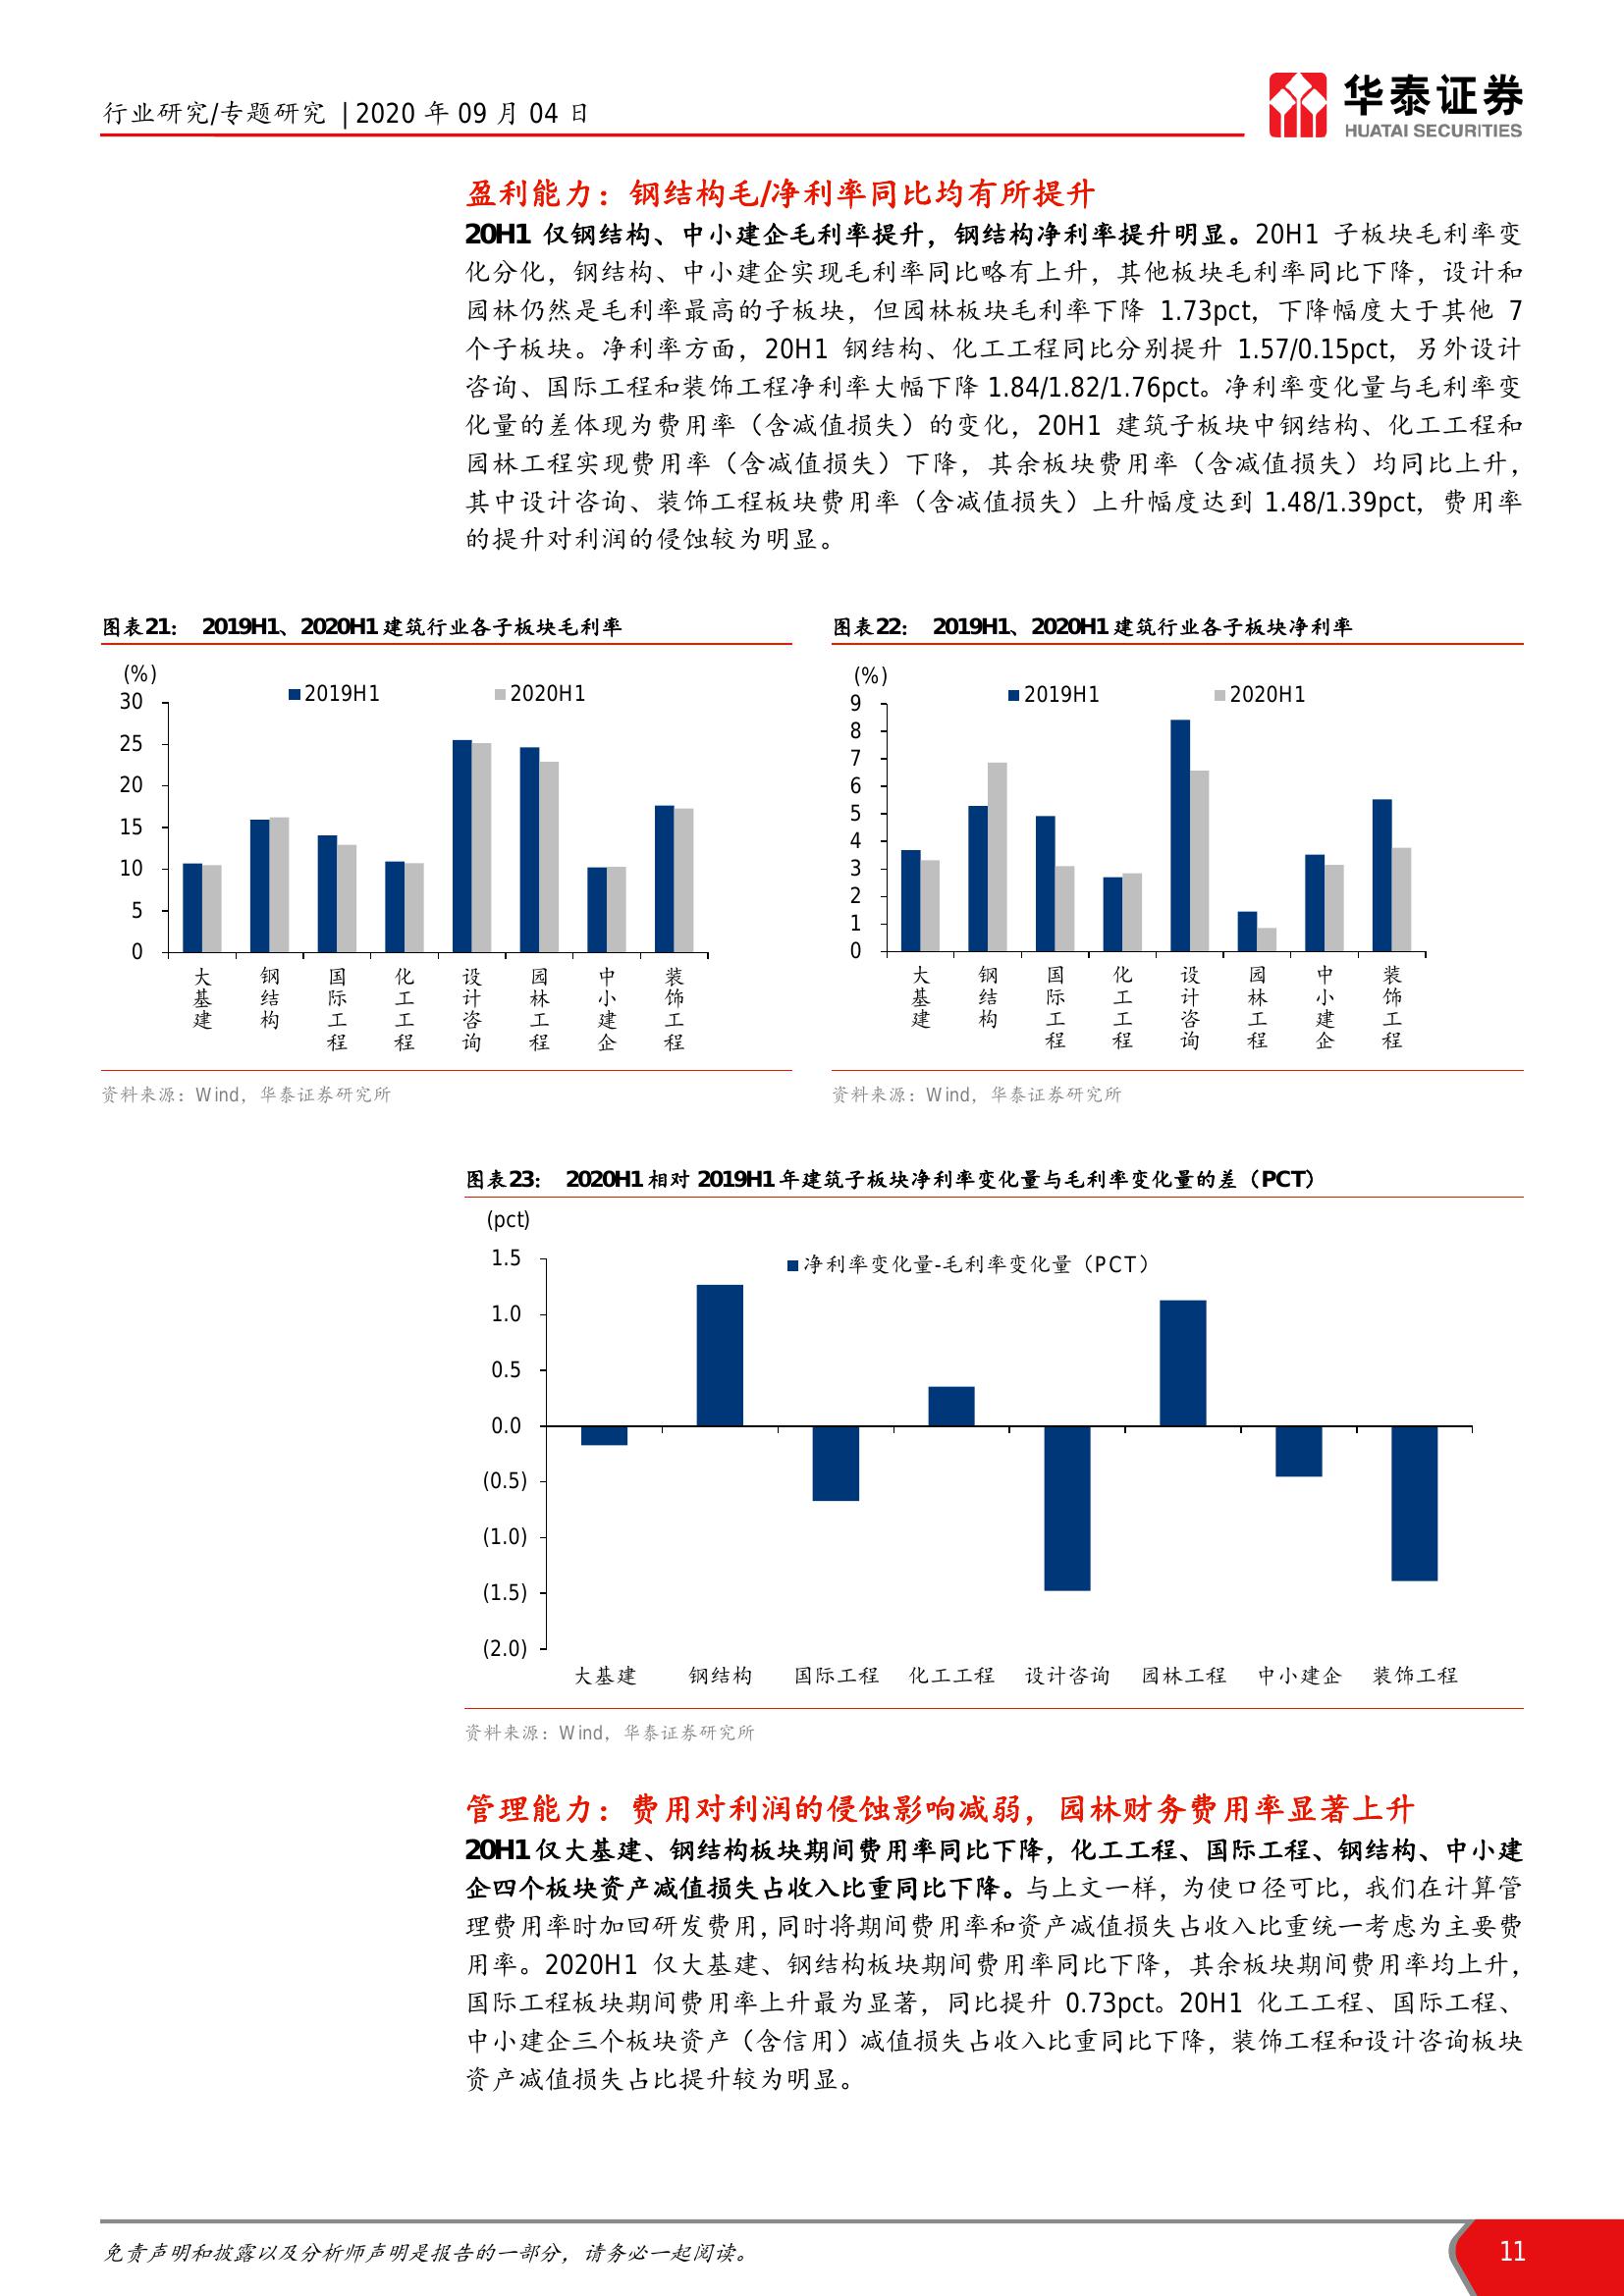 行业研究/专题研究 | 2020 年 09 月 04 日
华泰证券
HUATAI SECURITIES
盈利能力：钢结构毛/净利率同比均有所提升
20H1 仅钢结构、中小建企毛利率提升，钢结构净利率提升明显。20H1 子板块毛利率变
化分化，钢结构、中小建企实现毛利率同比略有上升，其他板块毛利率同比下降，设计和
园林仍然是毛利率最高的子板块，但园林板块毛利率下降 1.73pct，下降幅度大于其他 7
个子板块。净利率方面，20H1 钢结构、化工工程同比分别提升 1.57/0.15pct，另外设计
咨询、国际工程和装饰工程净利率大幅下降 1.84/1.82/1.76pct。净利率变化量与毛利率变
化量的差体现为费用率（含减值损失）的变化，20H1 建筑子板块中钢结构、化工工程和
园林工程实现费用率（含减值损失）下降，其余板块费用率（含减值损失）均同比上升，
其中设计咨询、装饰工程板块费用率（含减值损失）上升幅度达到 1.48/1.39pct，费用率
的提升对利润的侵蚀较为明显。
图表21： 2019H1、2020H1 建筑行业各子板块毛利率
(%)
2019H1 2020H1
30
25
20
15
10
5
0
大基建 钢结构 国际工程 化工工程 设计咨询 园林工程 中小建企 装饰工程
资料来源：Wind，华泰证券研究所
图表22： 2019H1、2020H1 建筑行业各子板块净利率
(%)
2019H1 2020H1
9
8
7
6
5
4
3
2
1
0
大基建 钢结构 国际工程 化工工程 设计咨询 园林工程 中小建企 装饰工程
资料来源：Wind，华泰证券研究所
图表23： 2020H1 相对 2019H1 年建筑子板块净利率变化量与毛利率变化量的差（PCT）
(pct)
净利率变化量-毛利率变化量（PCT）
1.5
1.0
0.5
0.0
(0.5)
(1.0)
(1.5)
(2.0)
大基建 钢结构 国际工程 化工工程 设计咨询 园林工程 中小建企 装饰工程
资料来源：Wind，华泰证券研究所
管理能力：费用对利润的侵蚀影响减弱，园林财务费用率显著上升
20H1 仅大基建、钢结构板块期间费用率同比下降，化工工程、国际工程、钢结构、中小建
企四个板块资产减值损失占收入比重同比下降。与上文一样，为使口径可比，我们在计算管
理费用率时加回研发费用，同时将期间费用率和资产减值损失占收入比重统一考虑为主要费
用率。2020H1 仅大基建、钢结构板块期间费用率同比下降，其余板块期间费用率均上升，
国际工程板块期间费用率上升最为显著，同比提升 0.73pct。20H1 化工工程、国际工程、
中小建企三个板块资产（含信用）减值损失占收入比重同比下降，装饰工程和设计咨询板块
资产减值损失占比提升较为明显。
免责声明和披露以及分析师声明是报告的一部分，请务必一起阅读。
11